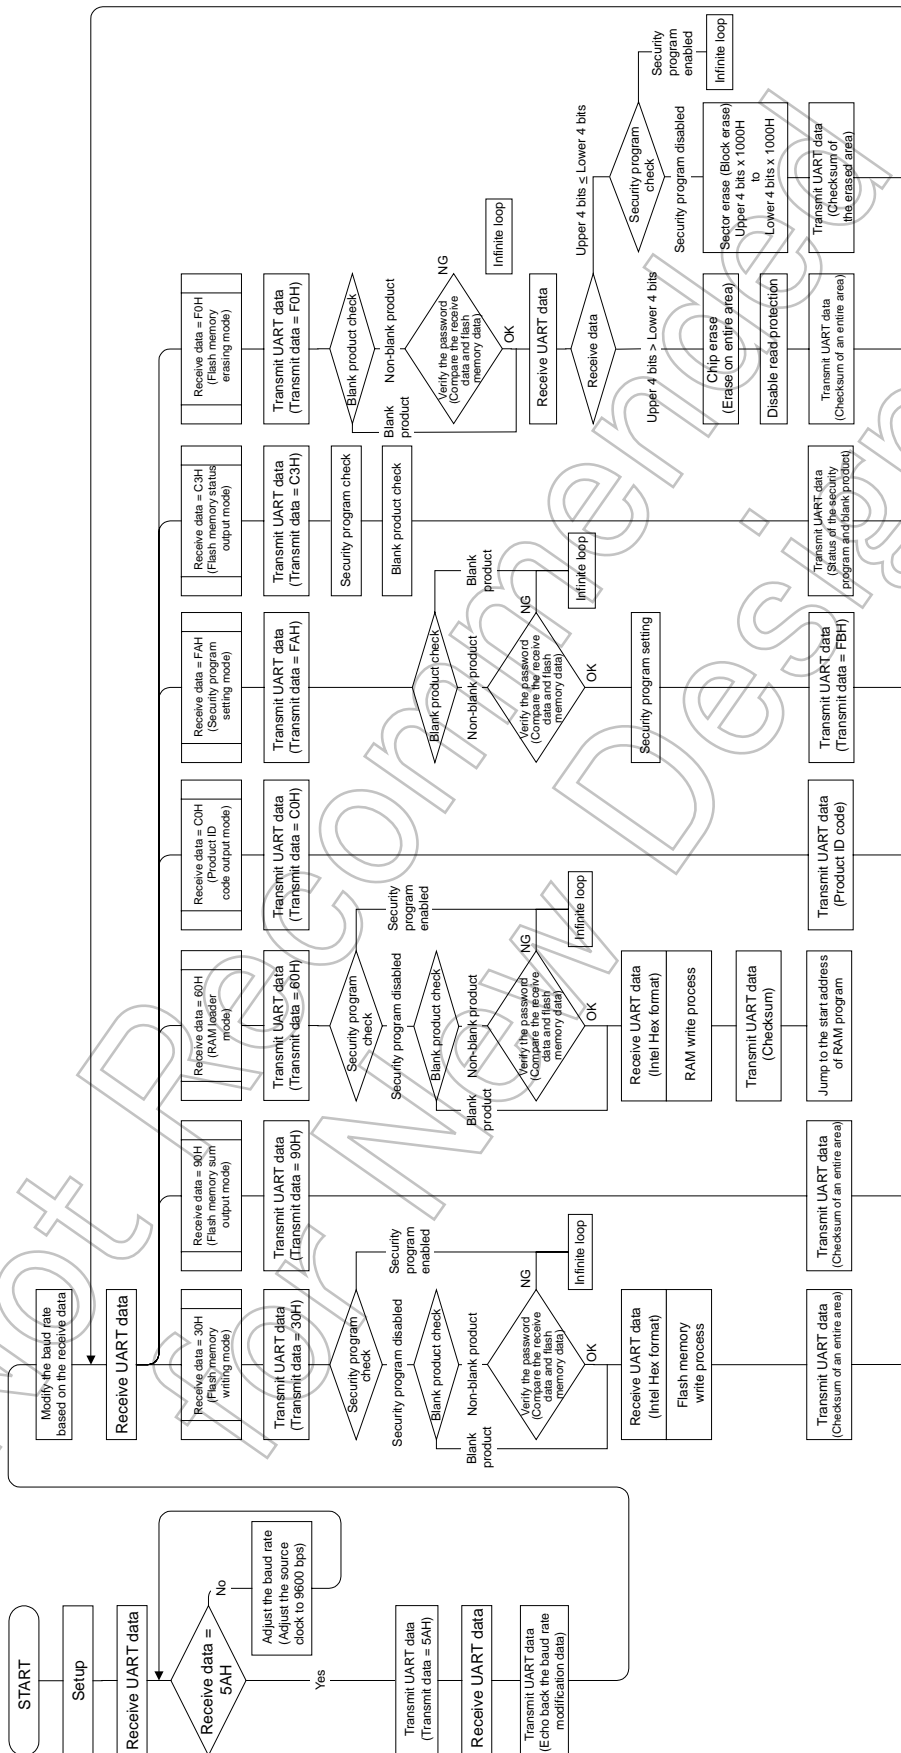 START
Setup
Receive UART data
Receive data =
5AH
No
Adjust the baud rate
(Adjust the source
clock to 9600 bps)
Yes
Transmit UART data
(Transmit data = 5AH)
Receive UART data
Transmit UART data
(Echo back the baud rate
modification data)
Modify the baud rate
based on the receive data
Receive UART data
Receive data = 30H
(Flash memory
writing mode)
Transmit UART data
(Transmit data = 30H)
Security program
check
Security
program
enabled
Security program disabled
Blank product check
Blank
product
Non-blank product
Verify the password
(Compare the receive
data and flash
memory data)
NG
Infinite loop
OK
Receive UART data
(Intel Hex format)
Flash memory
write process
Transmit UART data
(Checksum of an entire area)
Receive data = 90H
(Flash memory sum
output mode)
Transmit UART data
(Transmit data = 90H)
Transmit UART data
(Checksum of an entire area)
Receive data = 60H
(RAM loader
mode)
Transmit UART data
(Transmit data = 60H)
Security program
check
Security
program
enabled
Security program disabled
Blank product check
Blank
product
Non-blank product
Verify the password
(Compare the receive
data and flash
memory data)
NG
Infinite loop
OK
Receive UART data
(Intel Hex format)
RAM write process
Transmit UART data
(Checksum)
Jump to the start address
of RAM program
Receive data = C0H
(Product ID
code output mode)
Transmit UART data
(Transmit data = C0H)
Transmit UART data
(Product ID code)
Receive data = FAH
(Security program
setting mode)
Transmit UART data
(Transmit data = FAH)
Blank product check
Blank
product
Non-blank product
Verify the password
(Compare the receive
data and flash
memory data)
NG
Infinite loop
OK
Security program setting
Transmit UART data
(Transmit data = FBH)
Receive data = C3H
(Flash memory status
output mode)
Transmit UART data
(Transmit data = C3H)
Security program check
Blank product check
Transmit UART data
(Status of the security
program and blank product)
Receive data = F0H
(Flash memory
erasing mode)
Transmit UART data
(Transmit data = F0H)
Blank product check
Blank
product
Non-blank product
Verify the password
(Compare the receive
data and flash
memory data)
NG
Infinite loop
OK
Receive UART data
Receive data
Upper 4 bits > Lower 4 bits
Chip erase
(Erase on entire area)
Disable read protection
Transmit UART data
(Checksum of an entire area)
Upper 4 bits ≤ Lower 4 bits
Security program
check
Security
program
enabled
Infinite loop
Security program disabled
Sector erase (Block erase)
Upper 4 bits x 1000H
to
Lower 4 bits x 1000H
Transmit UART data
(Checksum of
the erased area)
Not Recommended
for New Design